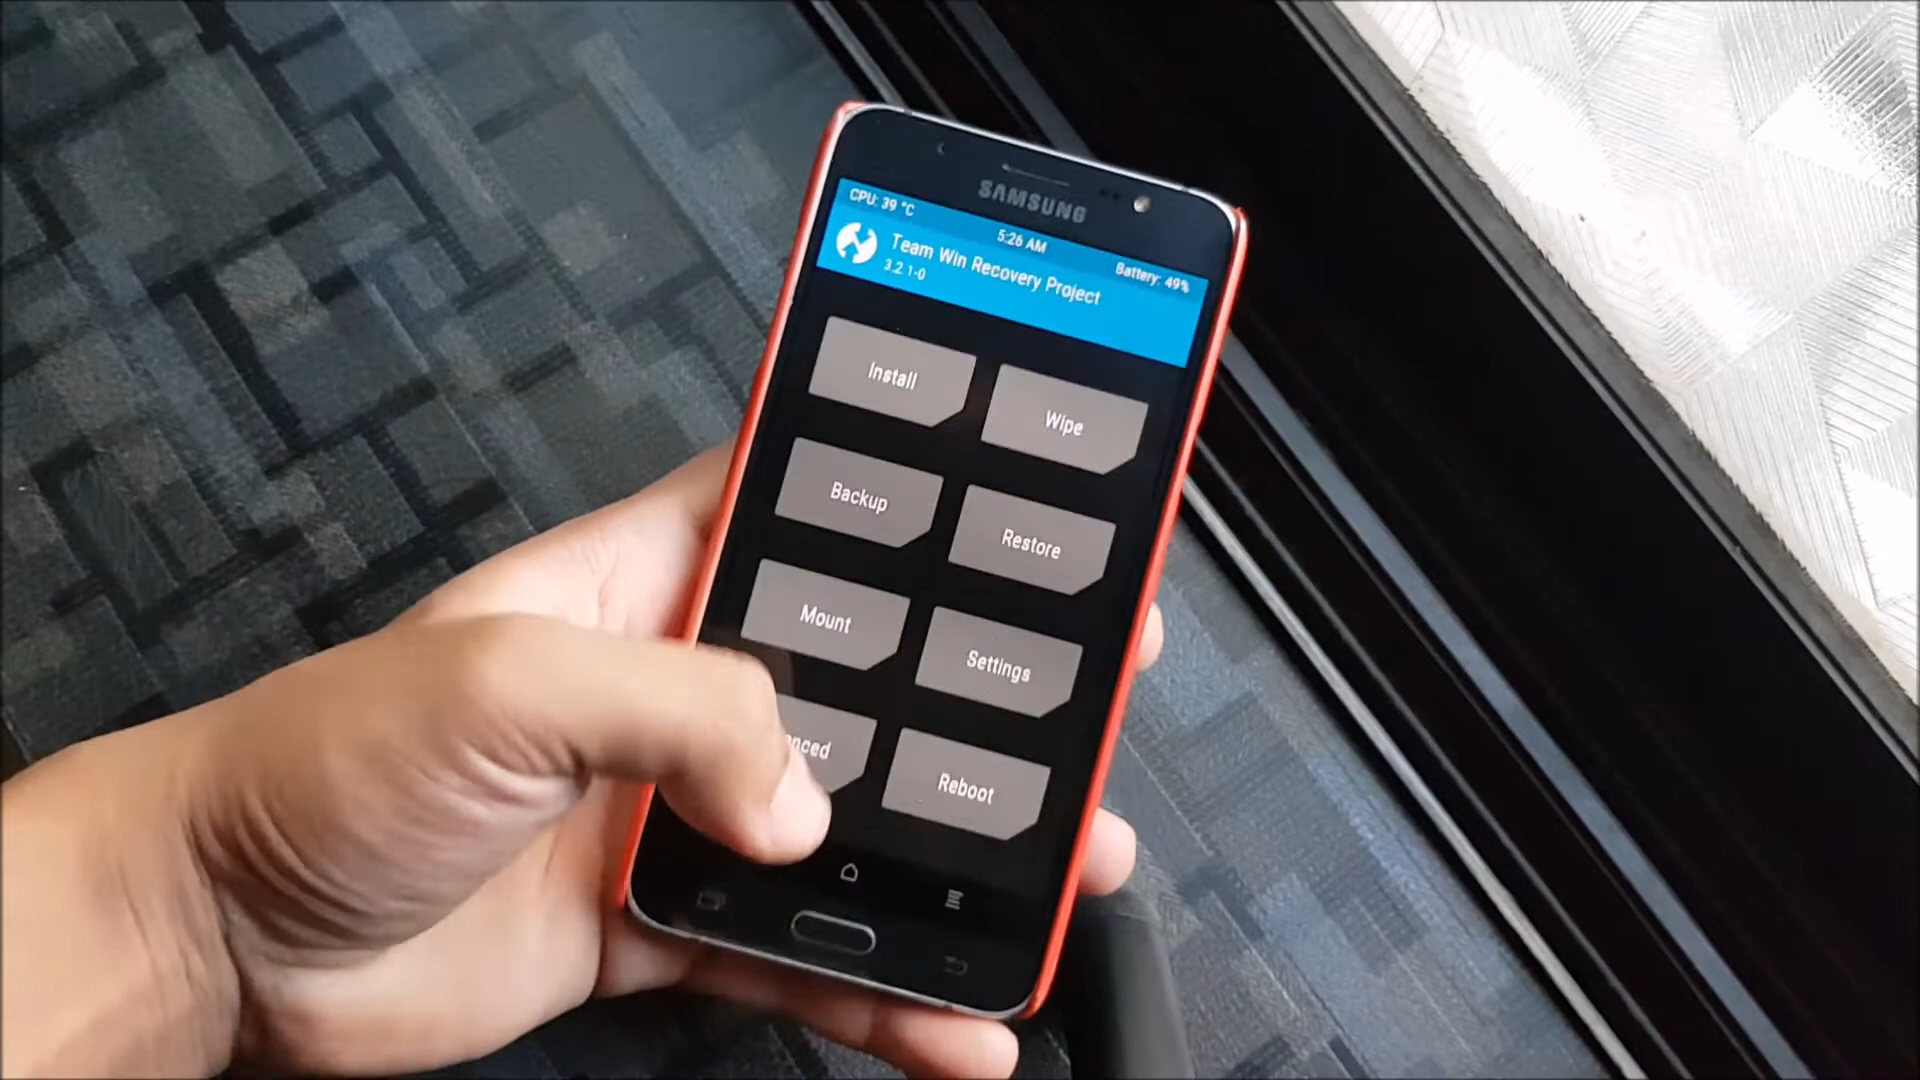 SAMSUNG
CPU: 39 °C
5:26 AM
Battery: 49%
Team Win Recovery Project
3.2.1-0
Install
Wipe
Backup
Restore
Mount
Settings
anced
Reboot